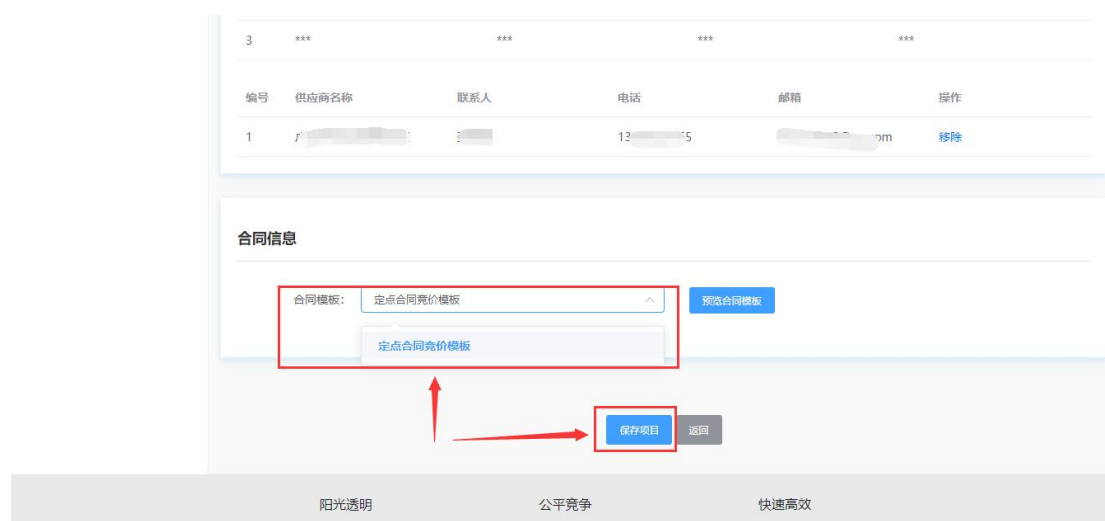 3 *** *** *** ***
编号 供应商名称 联系人 电话 邮箱 操作
1 13 5 om 移除
合同信息
合同模板： 定点合同竞价模板 预览合同模板
定点合同竞价模板
保存项目 返回
阳光透明 公平竞争 快速高效